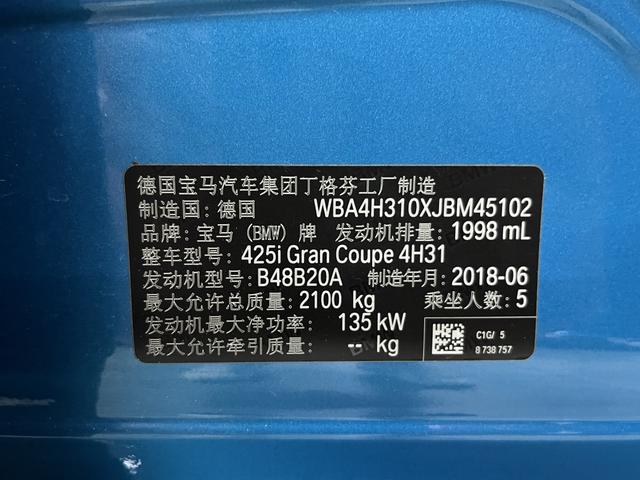 德国宝马汽车集团丁格芬工厂制造
制造国: 德国 WBA4H310XJBM45102
品牌: 宝马 (BMW) 牌 发动机排量: 1998 mL
整车型号: 425i Gran Coupe 4H31
发动机型号: B48B20A 制造年月: 2018-06
最大允许总质量: 2100 kg 乘坐人数: 5
发动机最大净功率: 135 kW
最大允许牵引质量: -- kg
C1G/ 5
8 738 757